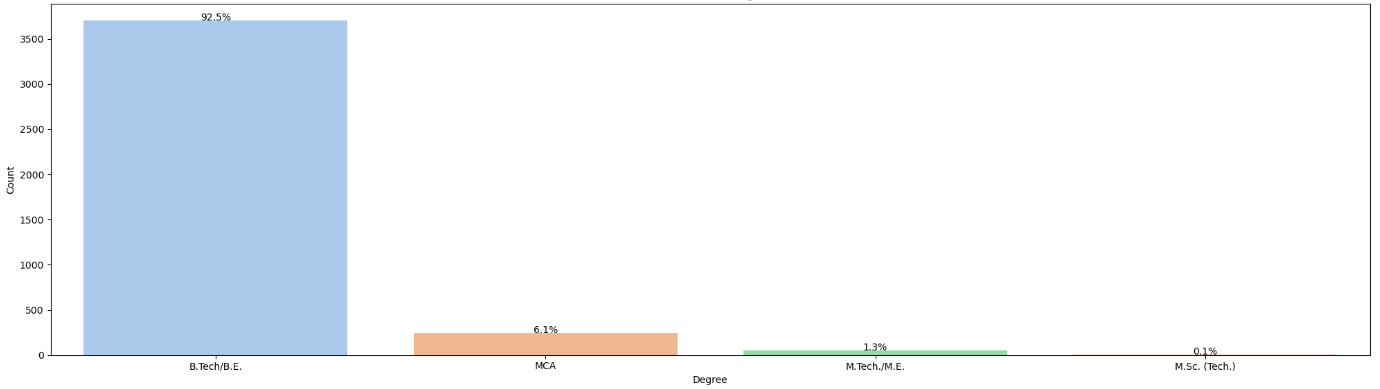 92.5%
3500
3000
2500
2000
1500
1000
500
0
Count
6.1%
1.3%
0.1%
B.Tech/B.E.
MCA
M.Tech./M.E.
M.Sc. (Tech.)
Degree